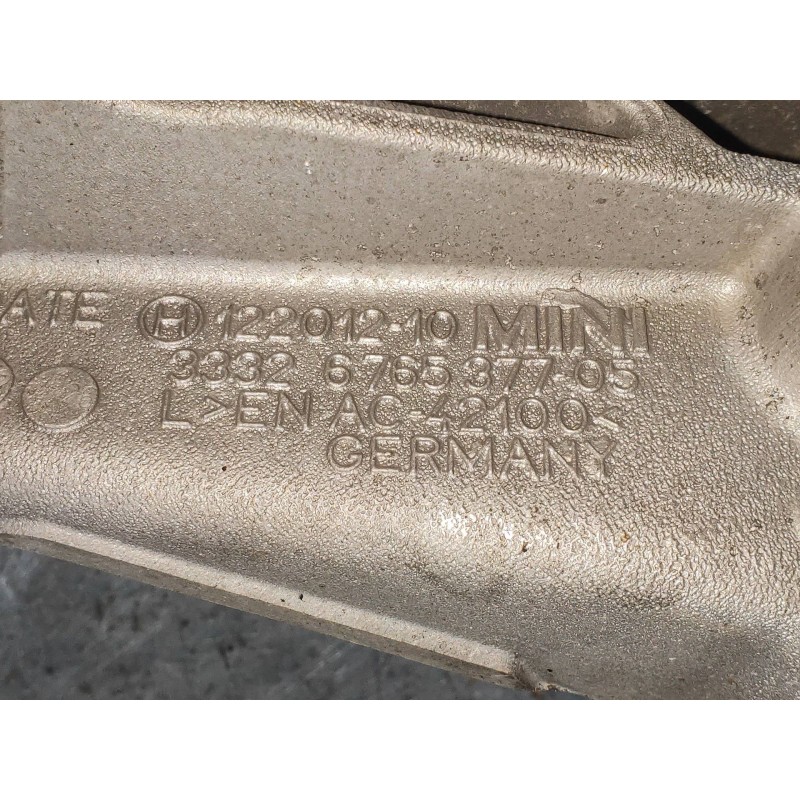 ATE H 122012-10 MINI
3332 6765 377-05
L >EN AC-42100<
GERMANY